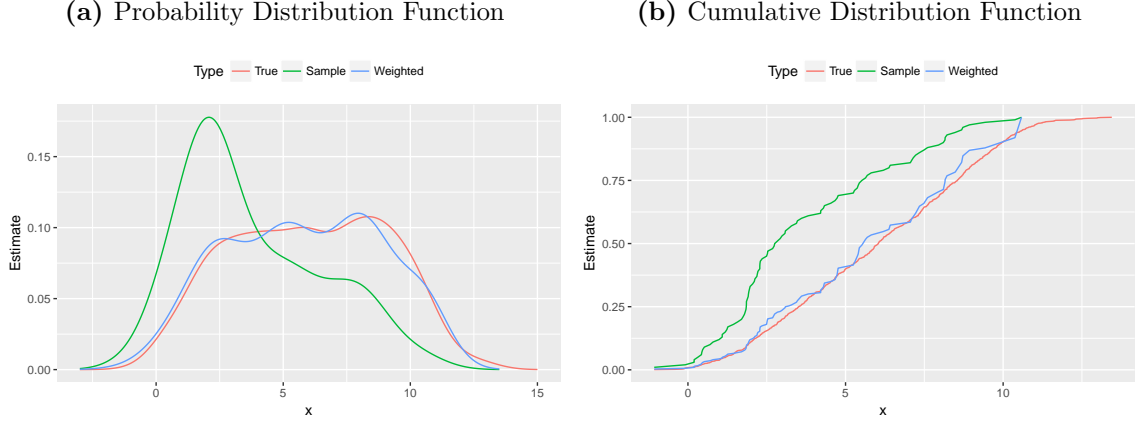 (a) Probability Distribution Function
Type True Sample Weighted
0.15
0.10
0.05
0.00
Estimate
0 5 10 15
x
(b) Cumulative Distribution Function
Type True Sample Weighted
1.00
0.75
0.50
0.25
0.00
Estimate
0 5 10
x